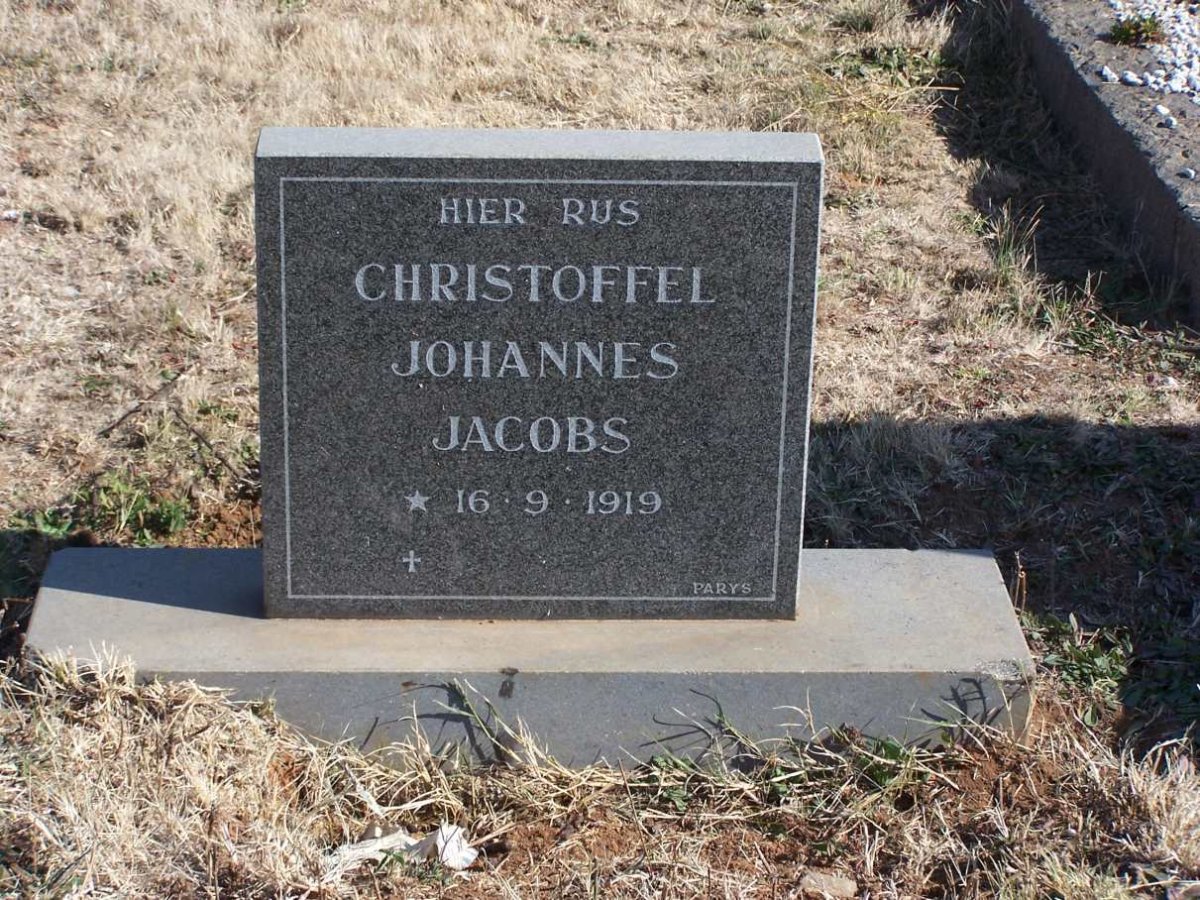 HIER RUS
CHRISTOFFEL
JOHANNES
JACOBS
★ 16 · 9 · 1919
✝
PARYS